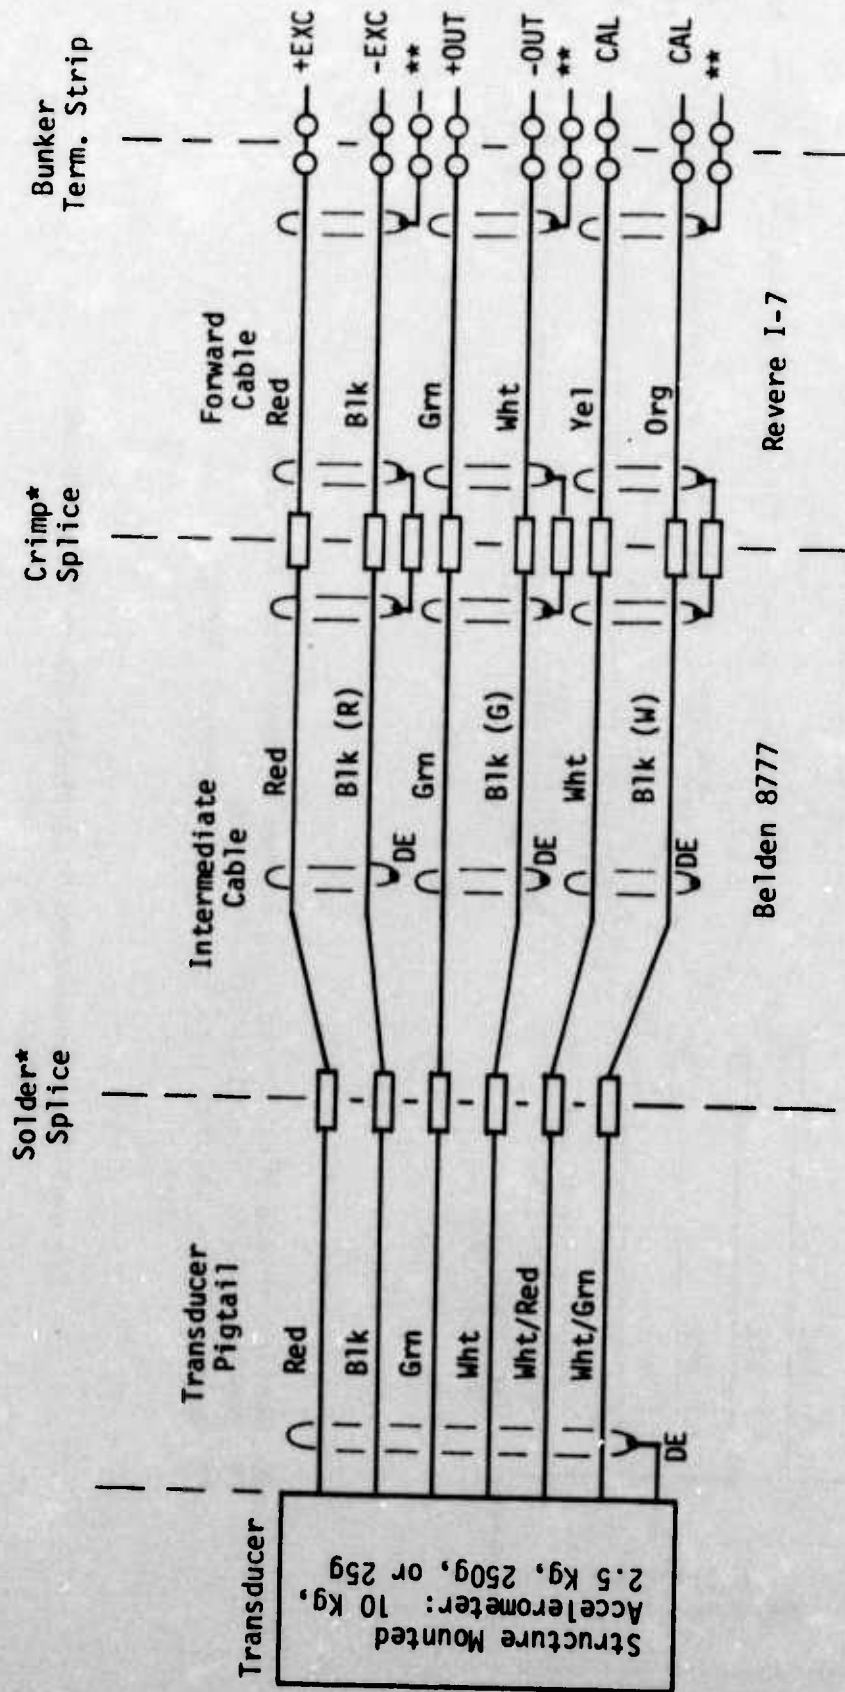 Transducer
Structure Mounted
Accelerometer: 10 Kg,
2.5 Kg, 250g, or 25g
Transducer
Pigtail
Red
Blk
Grn
Wht
Wht/Red
Wht/Grn
DE
Solder*
Splice
Intermediate
Cable
Red
Blk (R)
DE
Grn
Blk (G)
DE
Wht
Blk (W)
DE
Belden 8777
Crimp*
Splice
Forward
Cable
Red
Blk
Grn
Wht
Yel
Org
Revere I-7
Bunker
Term. Strip
+EXC
-EXC
**
+OUT
-OUT
**
CAL
CAL
**